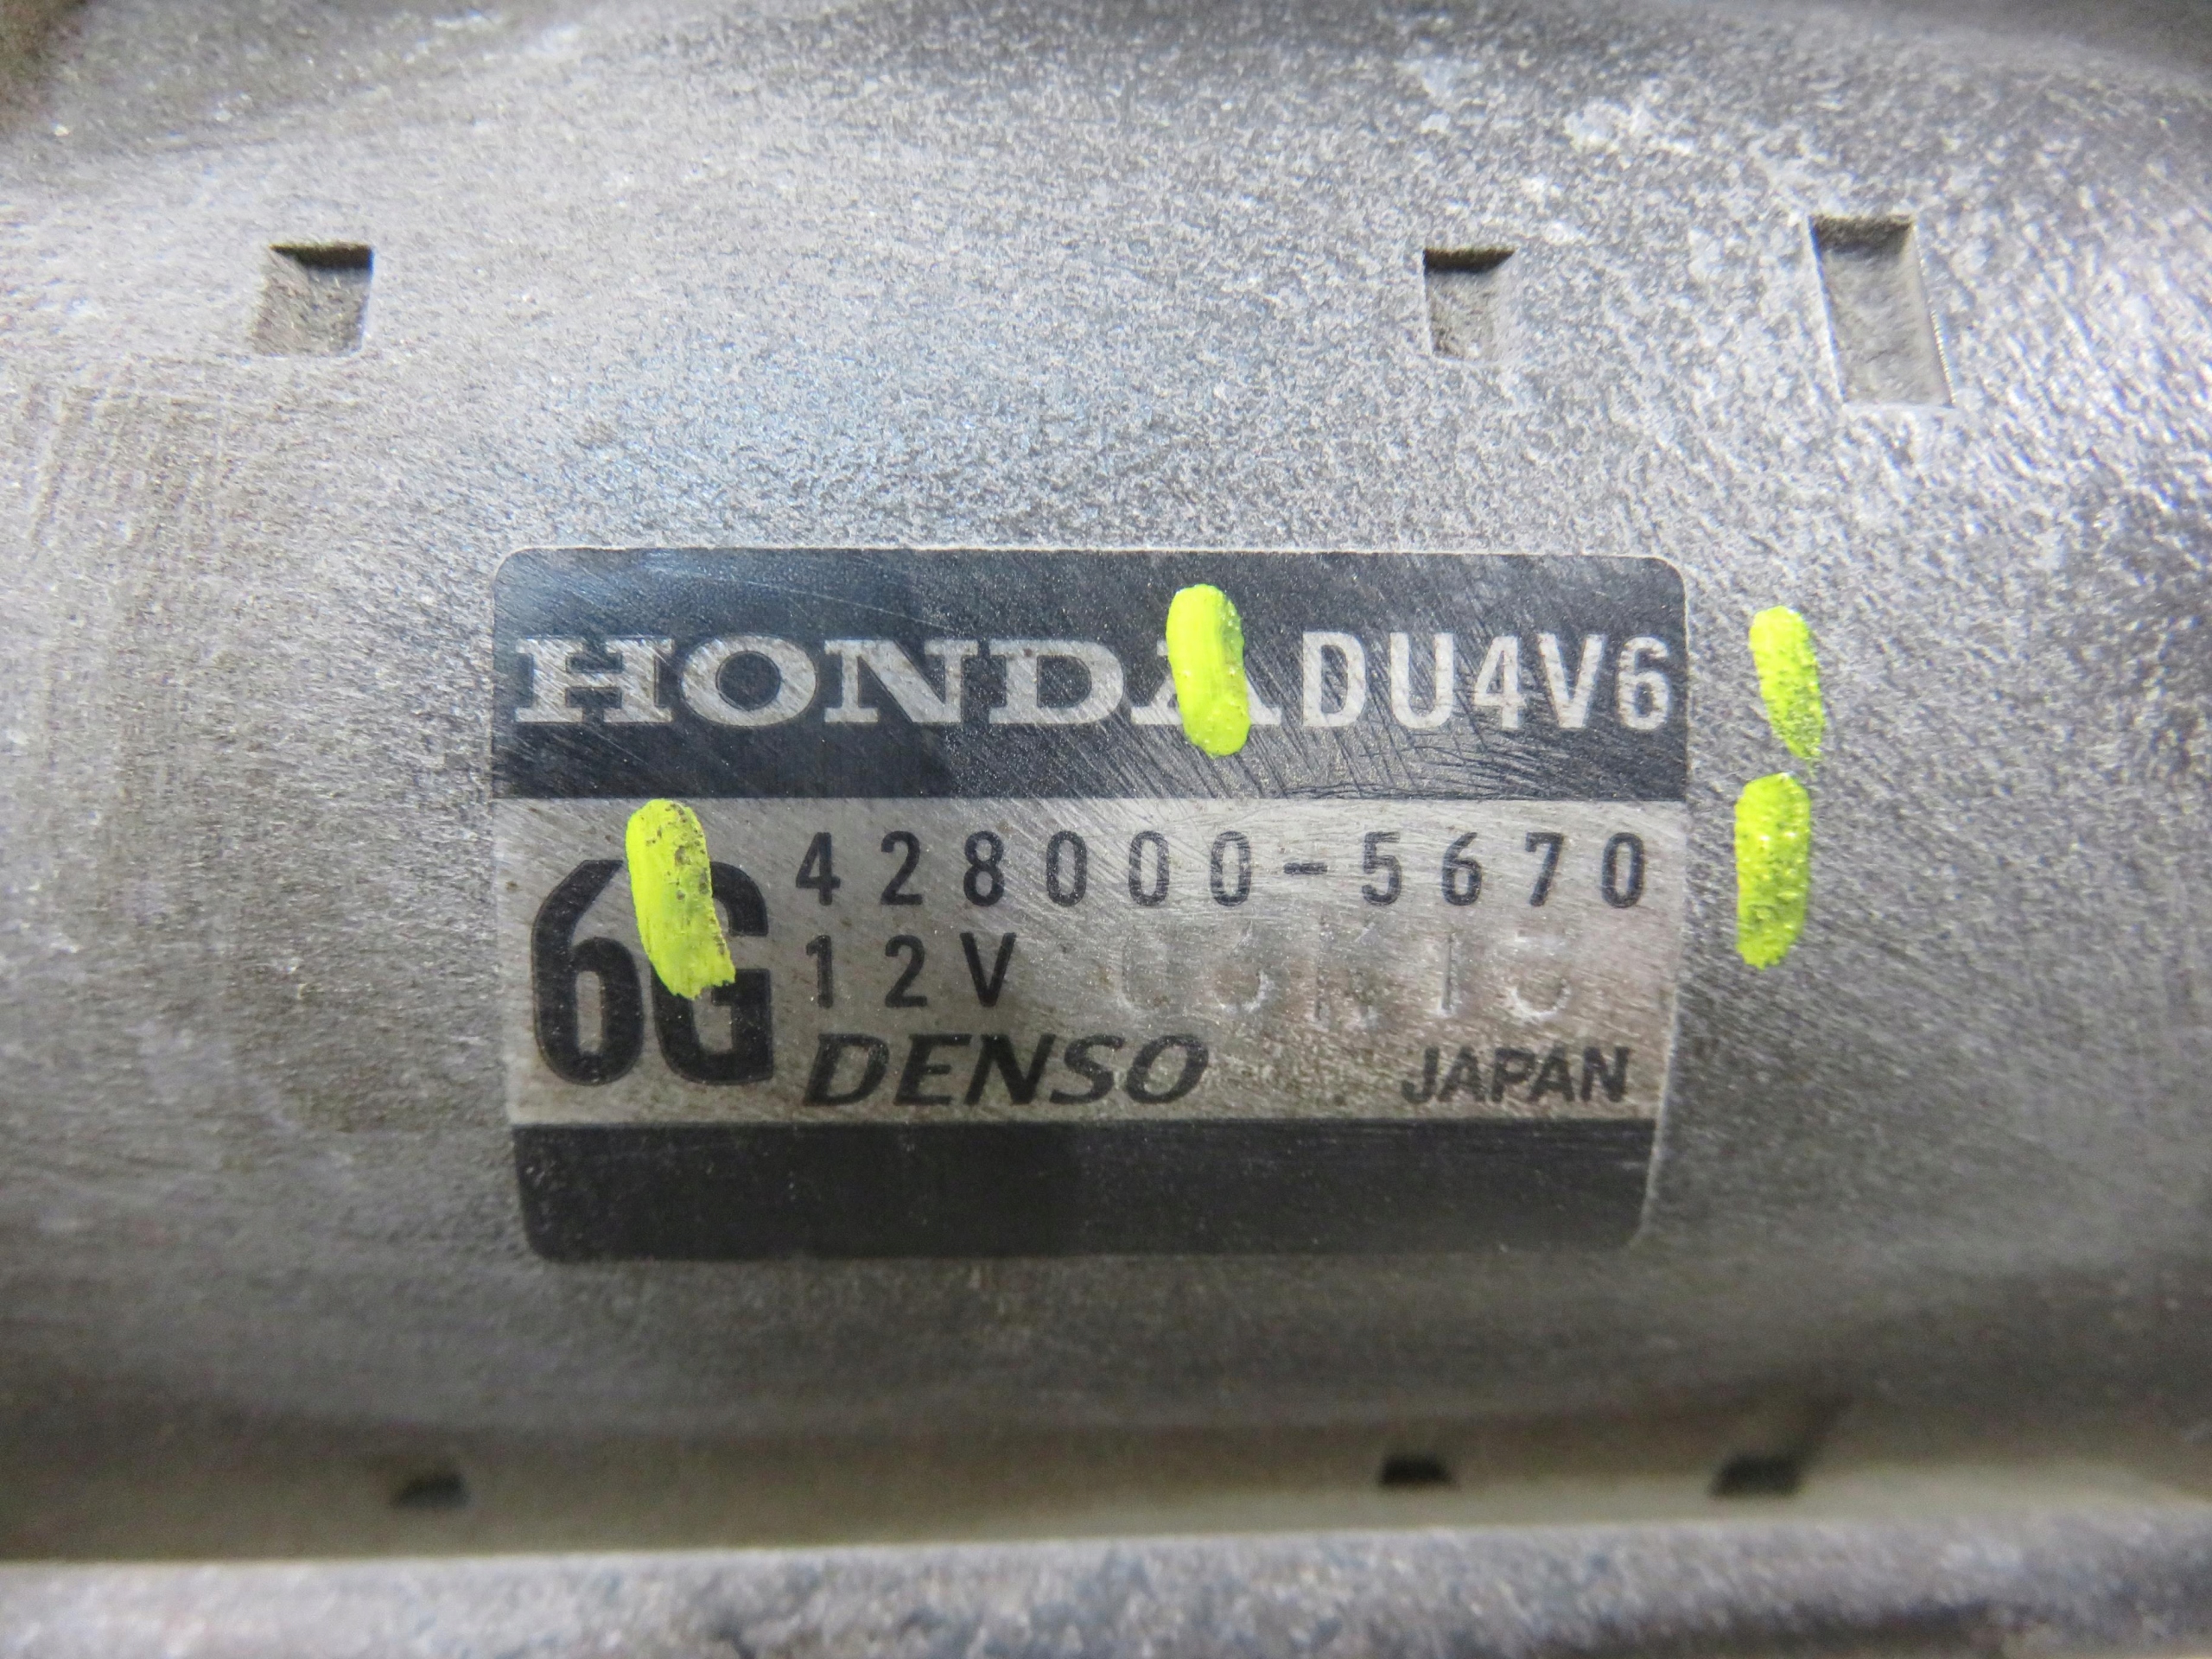 HONDA DU4V6
6G
428000-5670
12V
DENSO JAPAN